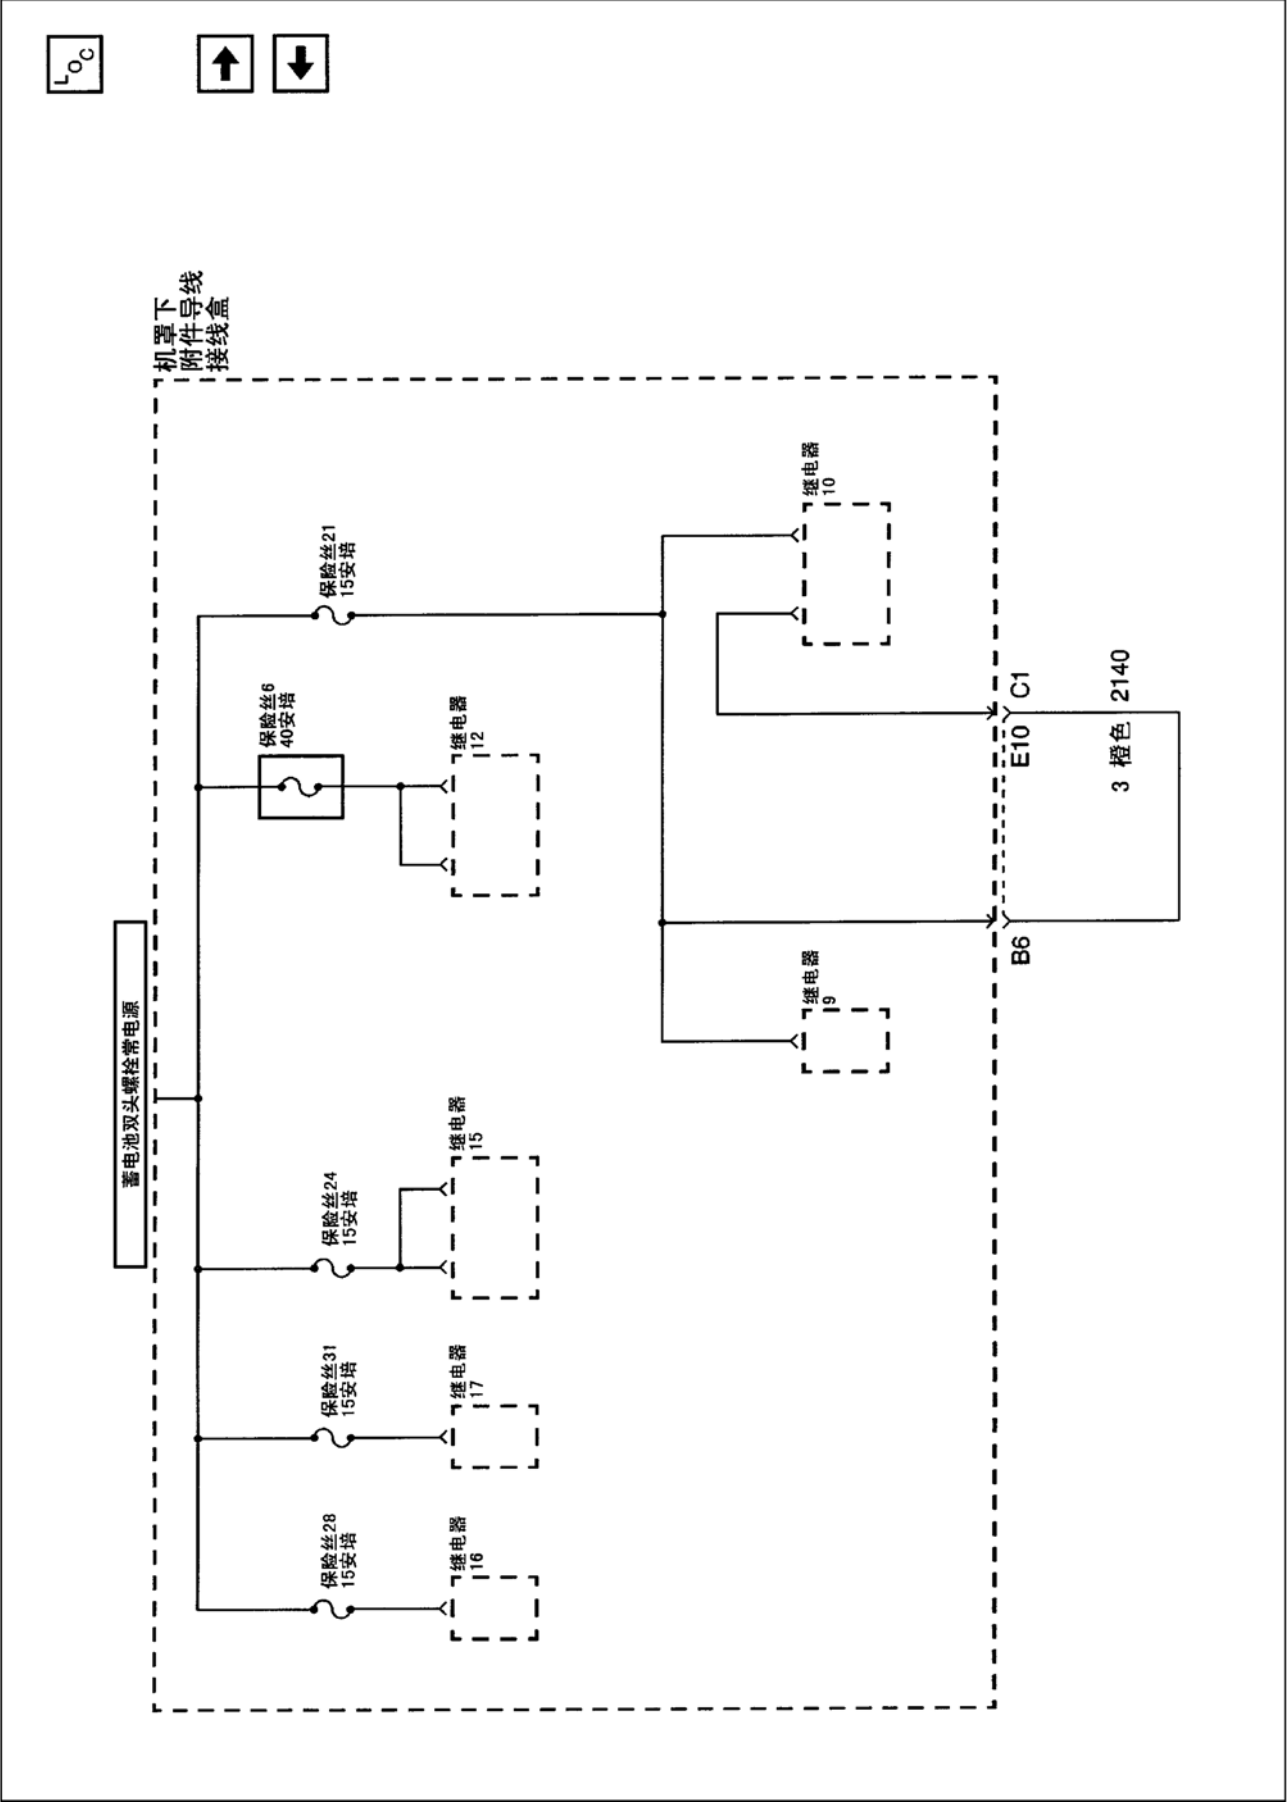 LOC
蓄电池双头螺栓常电源
机罩下
附件导线
接线盒
保险丝28
15安培
保险丝31
15安培
保险丝24
15安培
保险丝6
40安培
保险丝21
15安培
继电器
16
继电器
17
继电器
15
继电器
12
继电器
9
继电器
10
B6
E10
C1
3 橙色 2140